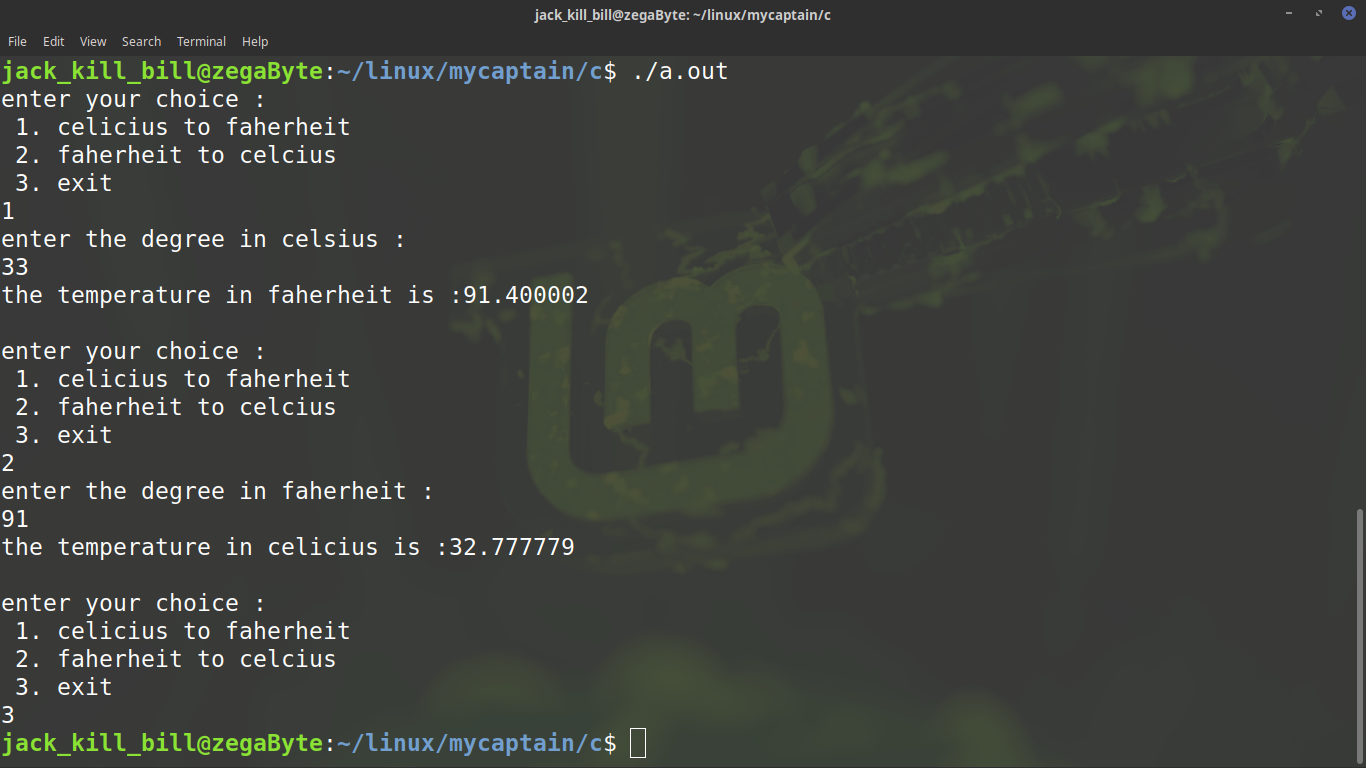 jack_kill_bill@zegaByte: ~/linux/mycaptain/c
File Edit View Search Terminal Help
jack_kill_bill@zegaByte:~/linux/mycaptain/c$ ./a.out
enter your choice :
 1. celicius to faherheit
 2. faherheit to celcius
 3. exit
1
enter the degree in celsius :
33
the temperature in faherheit is :91.400002

enter your choice :
 1. celicius to faherheit
 2. faherheit to celcius
 3. exit
2
enter the degree in faherheit :
91
the temperature in celicius is :32.777779

enter your choice :
 1. celicius to faherheit
 2. faherheit to celcius
 3. exit
3
jack_kill_bill@zegaByte:~/linux/mycaptain/c$